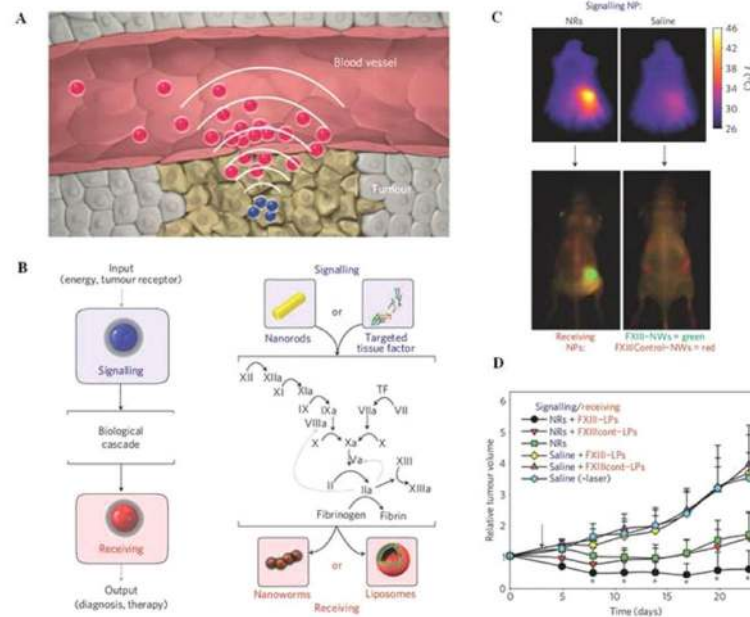 A
Blood vessel
Tumour
B
Input
(energy, tumour receptor)
Signalling
Biological
cascade
Receiving
Output
(diagnosis, therapy)
Signalling
or
Nanorods
Targeted
tissue factor
XII
XIIa
XI
XIa
IX
IXa
VIIIa
TF
VIIa
VII
X
Xa
X
Va
XIII
XIIIa
II
IIa
Fibrinogen
Fibrin
or
Nanoworms
Liposomes
Receiving
C
Signalling NP:
NRs
Saline
46
42
38
34
30
26
T(°C)
Receiving
NPs:
FXIII-NWs = green
FXIIIControl-NWs = red
D
Signalling/receiving
NRs + FXIII-LPs
NRs + FXIIIcont-LPs
NRs
Saline + FXIII-LPs
Saline + FXIIIcont-LPs
Saline (-laser)
Relative tumour volume
6
5
4
3
2
1
0
* * * * * * *
0 5 10 15 20
Time (days)